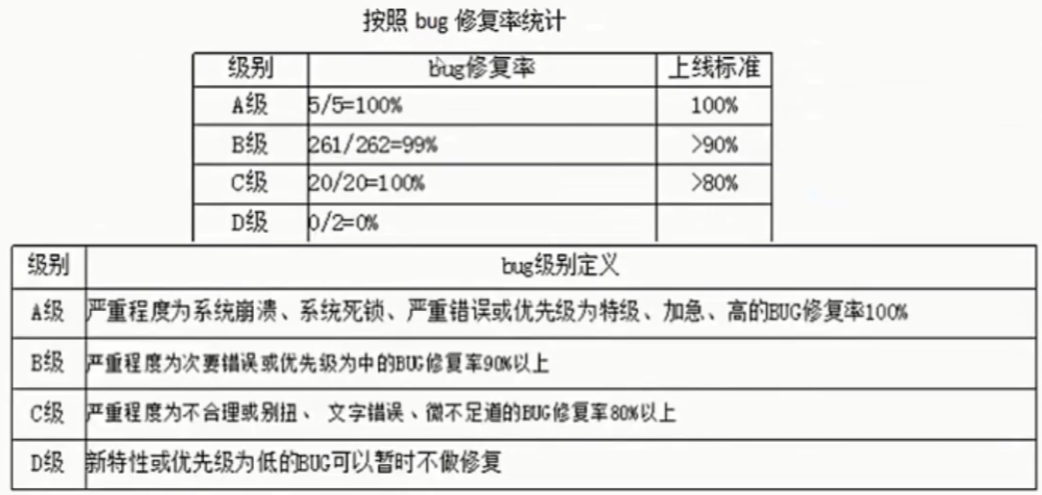 按照 bug 修复率统计
级别 bug修复率 上线标准
A级 5/5=100% 100%
B级 261/262=99% >90%
C级 20/20=100% >80%
D级 0/2=0%
级别 bug级别定义
A级 严重程度为系统崩溃、系统死锁、严重错误或优先级为特级、加急、高的BUG修复率100%
B级 严重程度为次要错误或优先级为中的BUG修复率90%以上
C级 严重程度为不合理或别扭、 文字错误、微不足道的BUG修复率80%以上
D级 新特性或优先级为低的BUG可以暂时不做修复